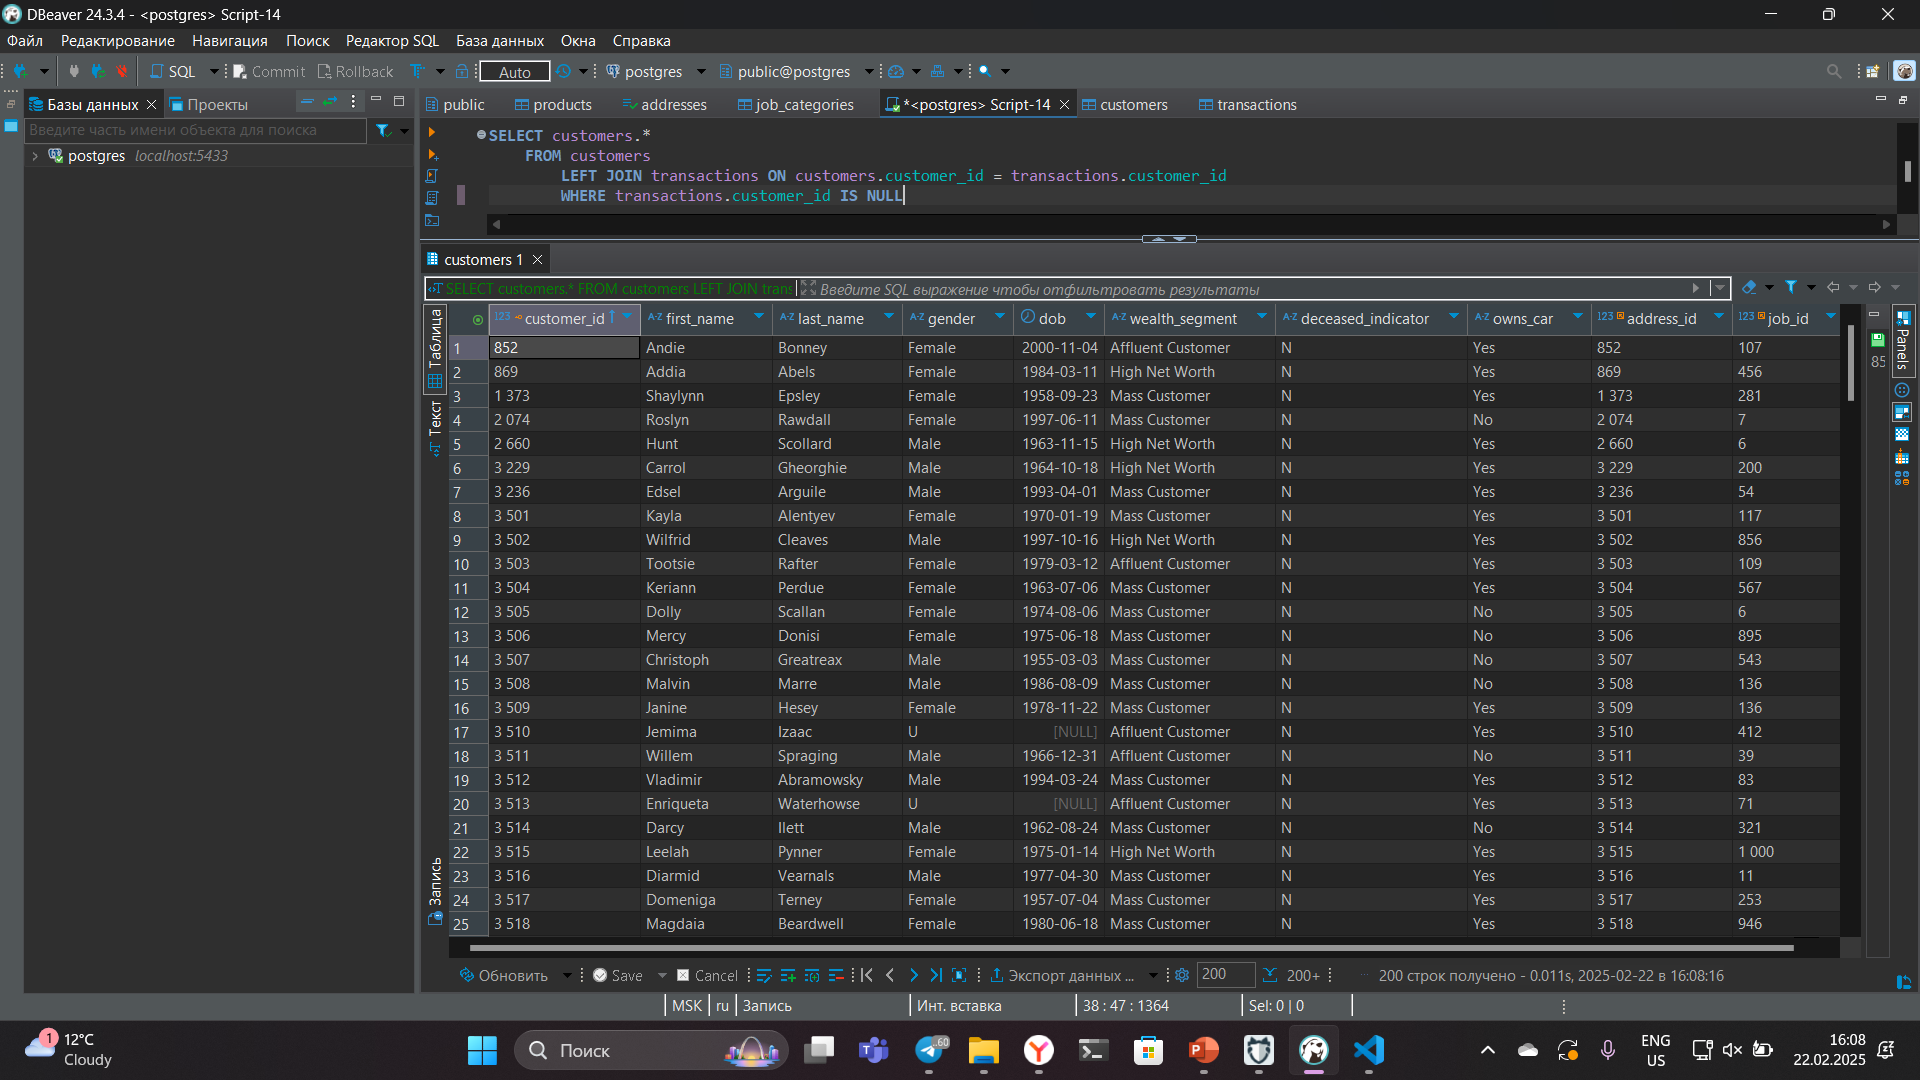 DBeaver 24.3.4 - <postgres> Script-14
Файл Редактирование Навигация Поиск Редактор SQL База данных Окна Справка
SQL Commit Rollback Auto postgres public@postgres
Базы данных Проекты
public products addresses job_categories *<postgres> Script-14 customers transactions
Введите часть имени объекта для поиска
postgres localhost:5433
SELECT customers.*
FROM customers
LEFT JOIN transactions ON customers.customer_id = transactions.customer_id
WHERE transactions.customer_id IS NULL
customers 1
SELECT customers.* FROM customers LEFT JOIN trans Введите SQL выражение чтобы отфильтровать результаты
Таблица
Текст
Запись
Panels
customer_id first_name last_name gender dob wealth_segment deceased_indicator owns_car address_id job_id
1 852 Andie Bonney Female 2000-11-04 Affluent Customer N Yes 852 107
2 869 Addia Abels Female 1984-03-11 High Net Worth N Yes 869 456
3 1 373 Shaylynn Epsley Female 1958-09-23 Mass Customer N Yes 1 373 281
4 2 074 Roslyn Rawdall Female 1997-06-11 Mass Customer N No 2 074 7
5 2 660 Hunt Scollard Male 1963-11-15 High Net Worth N Yes 2 660 6
6 3 229 Carrol Gheorghie Male 1964-10-18 High Net Worth N Yes 3 229 200
7 3 236 Edsel Arguile Male 1993-04-01 Mass Customer N Yes 3 236 54
8 3 501 Kayla Alentyev Female 1970-01-19 Mass Customer N Yes 3 501 117
9 3 502 Wilfrid Cleaves Male 1997-10-16 High Net Worth N Yes 3 502 856
10 3 503 Tootsie Rafter Female 1979-03-12 Affluent Customer N Yes 3 503 109
11 3 504 Keriann Perdue Female 1963-07-06 Mass Customer N Yes 3 504 567
12 3 505 Dolly Scallan Female 1974-08-06 Mass Customer N No 3 505 6
13 3 506 Mercy Donisi Female 1975-06-18 Mass Customer N No 3 506 895
14 3 507 Christoph Greatreax Male 1955-03-03 Mass Customer N No 3 507 543
15 3 508 Malvin Marre Male 1986-08-09 Mass Customer N No 3 508 136
16 3 509 Janine Hesey Female 1978-11-22 Mass Customer N Yes 3 509 136
17 3 510 Jemima Izaac U [NULL] Affluent Customer N Yes 3 510 412
18 3 511 Willem Spraging Male 1966-12-31 Affluent Customer N No 3 511 39
19 3 512 Vladimir Abramowsky Male 1994-03-24 Mass Customer N Yes 3 512 83
20 3 513 Enriqueta Waterhowse U [NULL] Affluent Customer N Yes 3 513 71
21 3 514 Darcy Ilett Male 1962-08-24 Mass Customer N No 3 514 321
22 3 515 Leelah Pynner Female 1975-01-14 High Net Worth N Yes 3 515 1 000
23 3 516 Diarmid Vearnals Male 1977-04-30 Mass Customer N Yes 3 516 11
24 3 517 Domeniga Terney Female 1957-07-04 Mass Customer N Yes 3 517 253
25 3 518 Magdaia Beardwell Female 1980-06-18 Mass Customer N Yes 3 518 946
Обновить Save Cancel Экспорт данных ... 200 200+ 200 строк получено - 0.011s, 2025-02-22 в 16:08:16
MSK ru Запись Инт. вставка 38 : 47 : 1364 Sel: 0 | 0
1 12°C
Cloudy
Поиск
60
ENG
US
16:08
22.02.2025